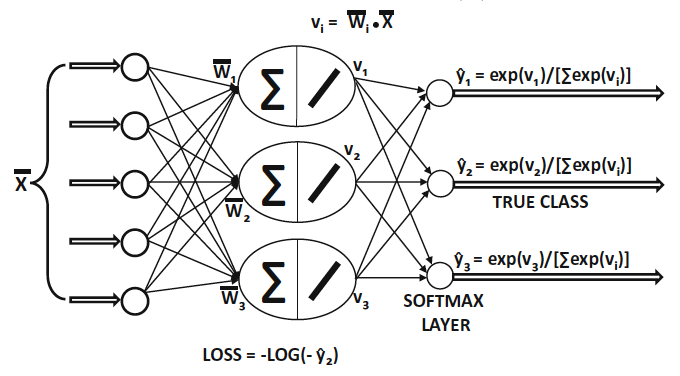 vᵢ = W̅ᵢ·X̅
W̅₁
v₁
ŷ₁ = exp(v₁)/[∑exp(vᵢ)]
∑
v₂
X̅
ŷ₂ = exp(v₂)/[∑exp(vᵢ)]
∑
W̅₂
TRUE CLASS
ŷ₃ = exp(v₃)/[∑exp(vᵢ)]
∑
W̅₃
v₃
SOFTMAX
LAYER
LOSS = -LOG(- ŷ₂)